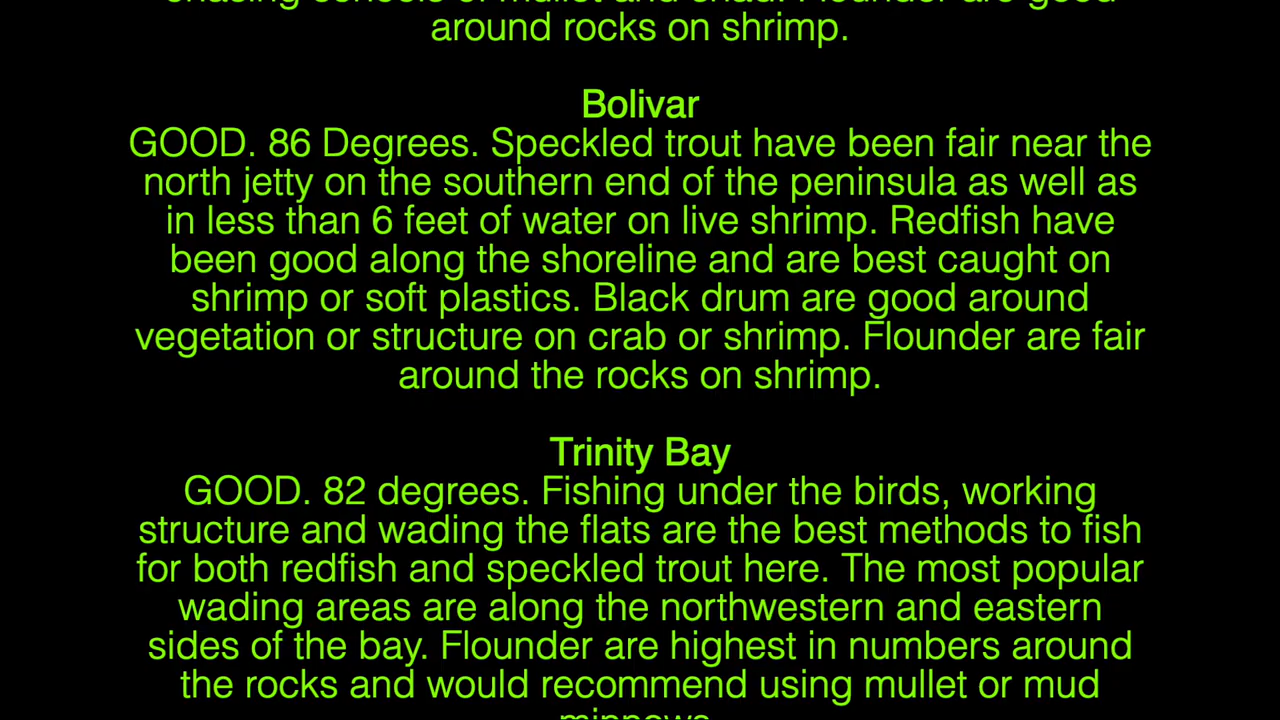 around rocks on shrimp.
Bolivar
GOOD. 86 Degrees. Speckled trout have been fair near the
north jetty on the southern end of the peninsula as well as
in less than 6 feet of water on live shrimp. Redfish have
been good along the shoreline and are best caught on
shrimp or soft plastics. Black drum are good around
vegetation or structure on crab or shrimp. Flounder are fair
around the rocks on shrimp.
Trinity Bay
GOOD. 82 degrees. Fishing under the birds, working
structure and wading the flats are the best methods to fish
for both redfish and speckled trout here. The most popular
wading areas are along the northwestern and eastern
sides of the bay. Flounder are highest in numbers around
the rocks and would recommend using mullet or mud